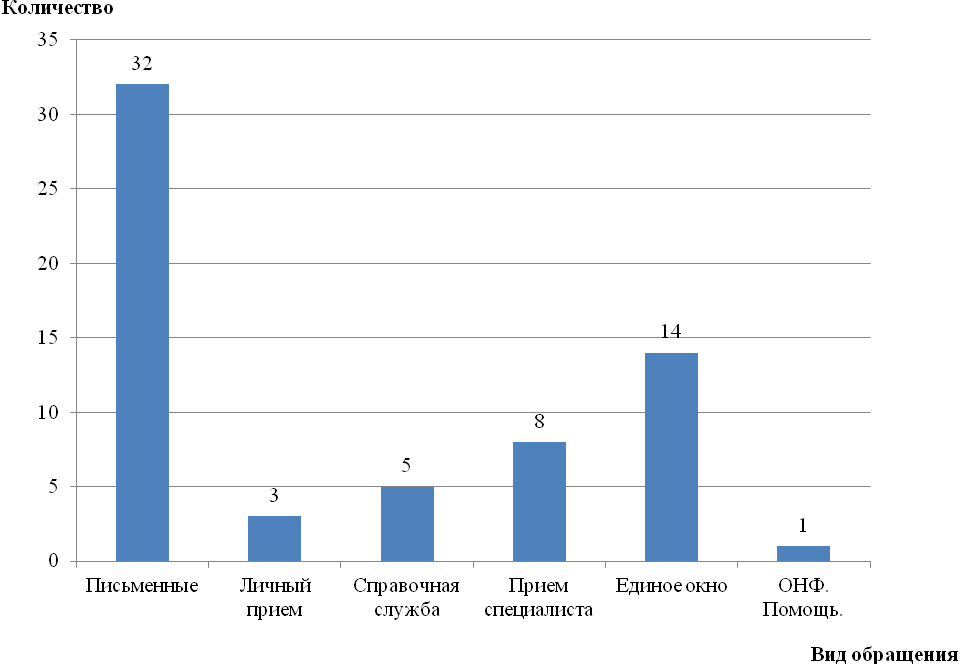 Количество
35
32
30
25
20
15
14
10
8
5
5
3
1
0
Письменные
Личный
прием
Справочная
служба
Прием
специалиста
Единое окно
ОНФ.
Помощь.
Вид обращения